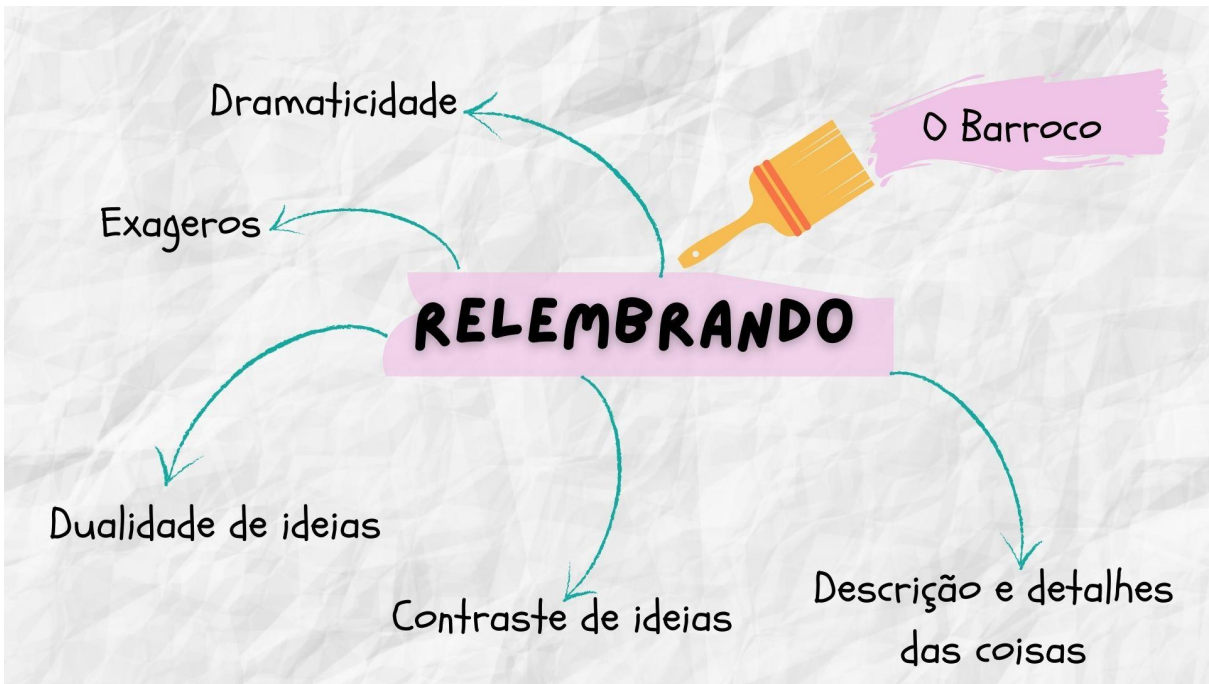 Dramaticidade
O Barroco
Exageros
RELEMBRANDO
Dualidade de ideias
Contraste de ideias
Descrição e detalhes
das coisas